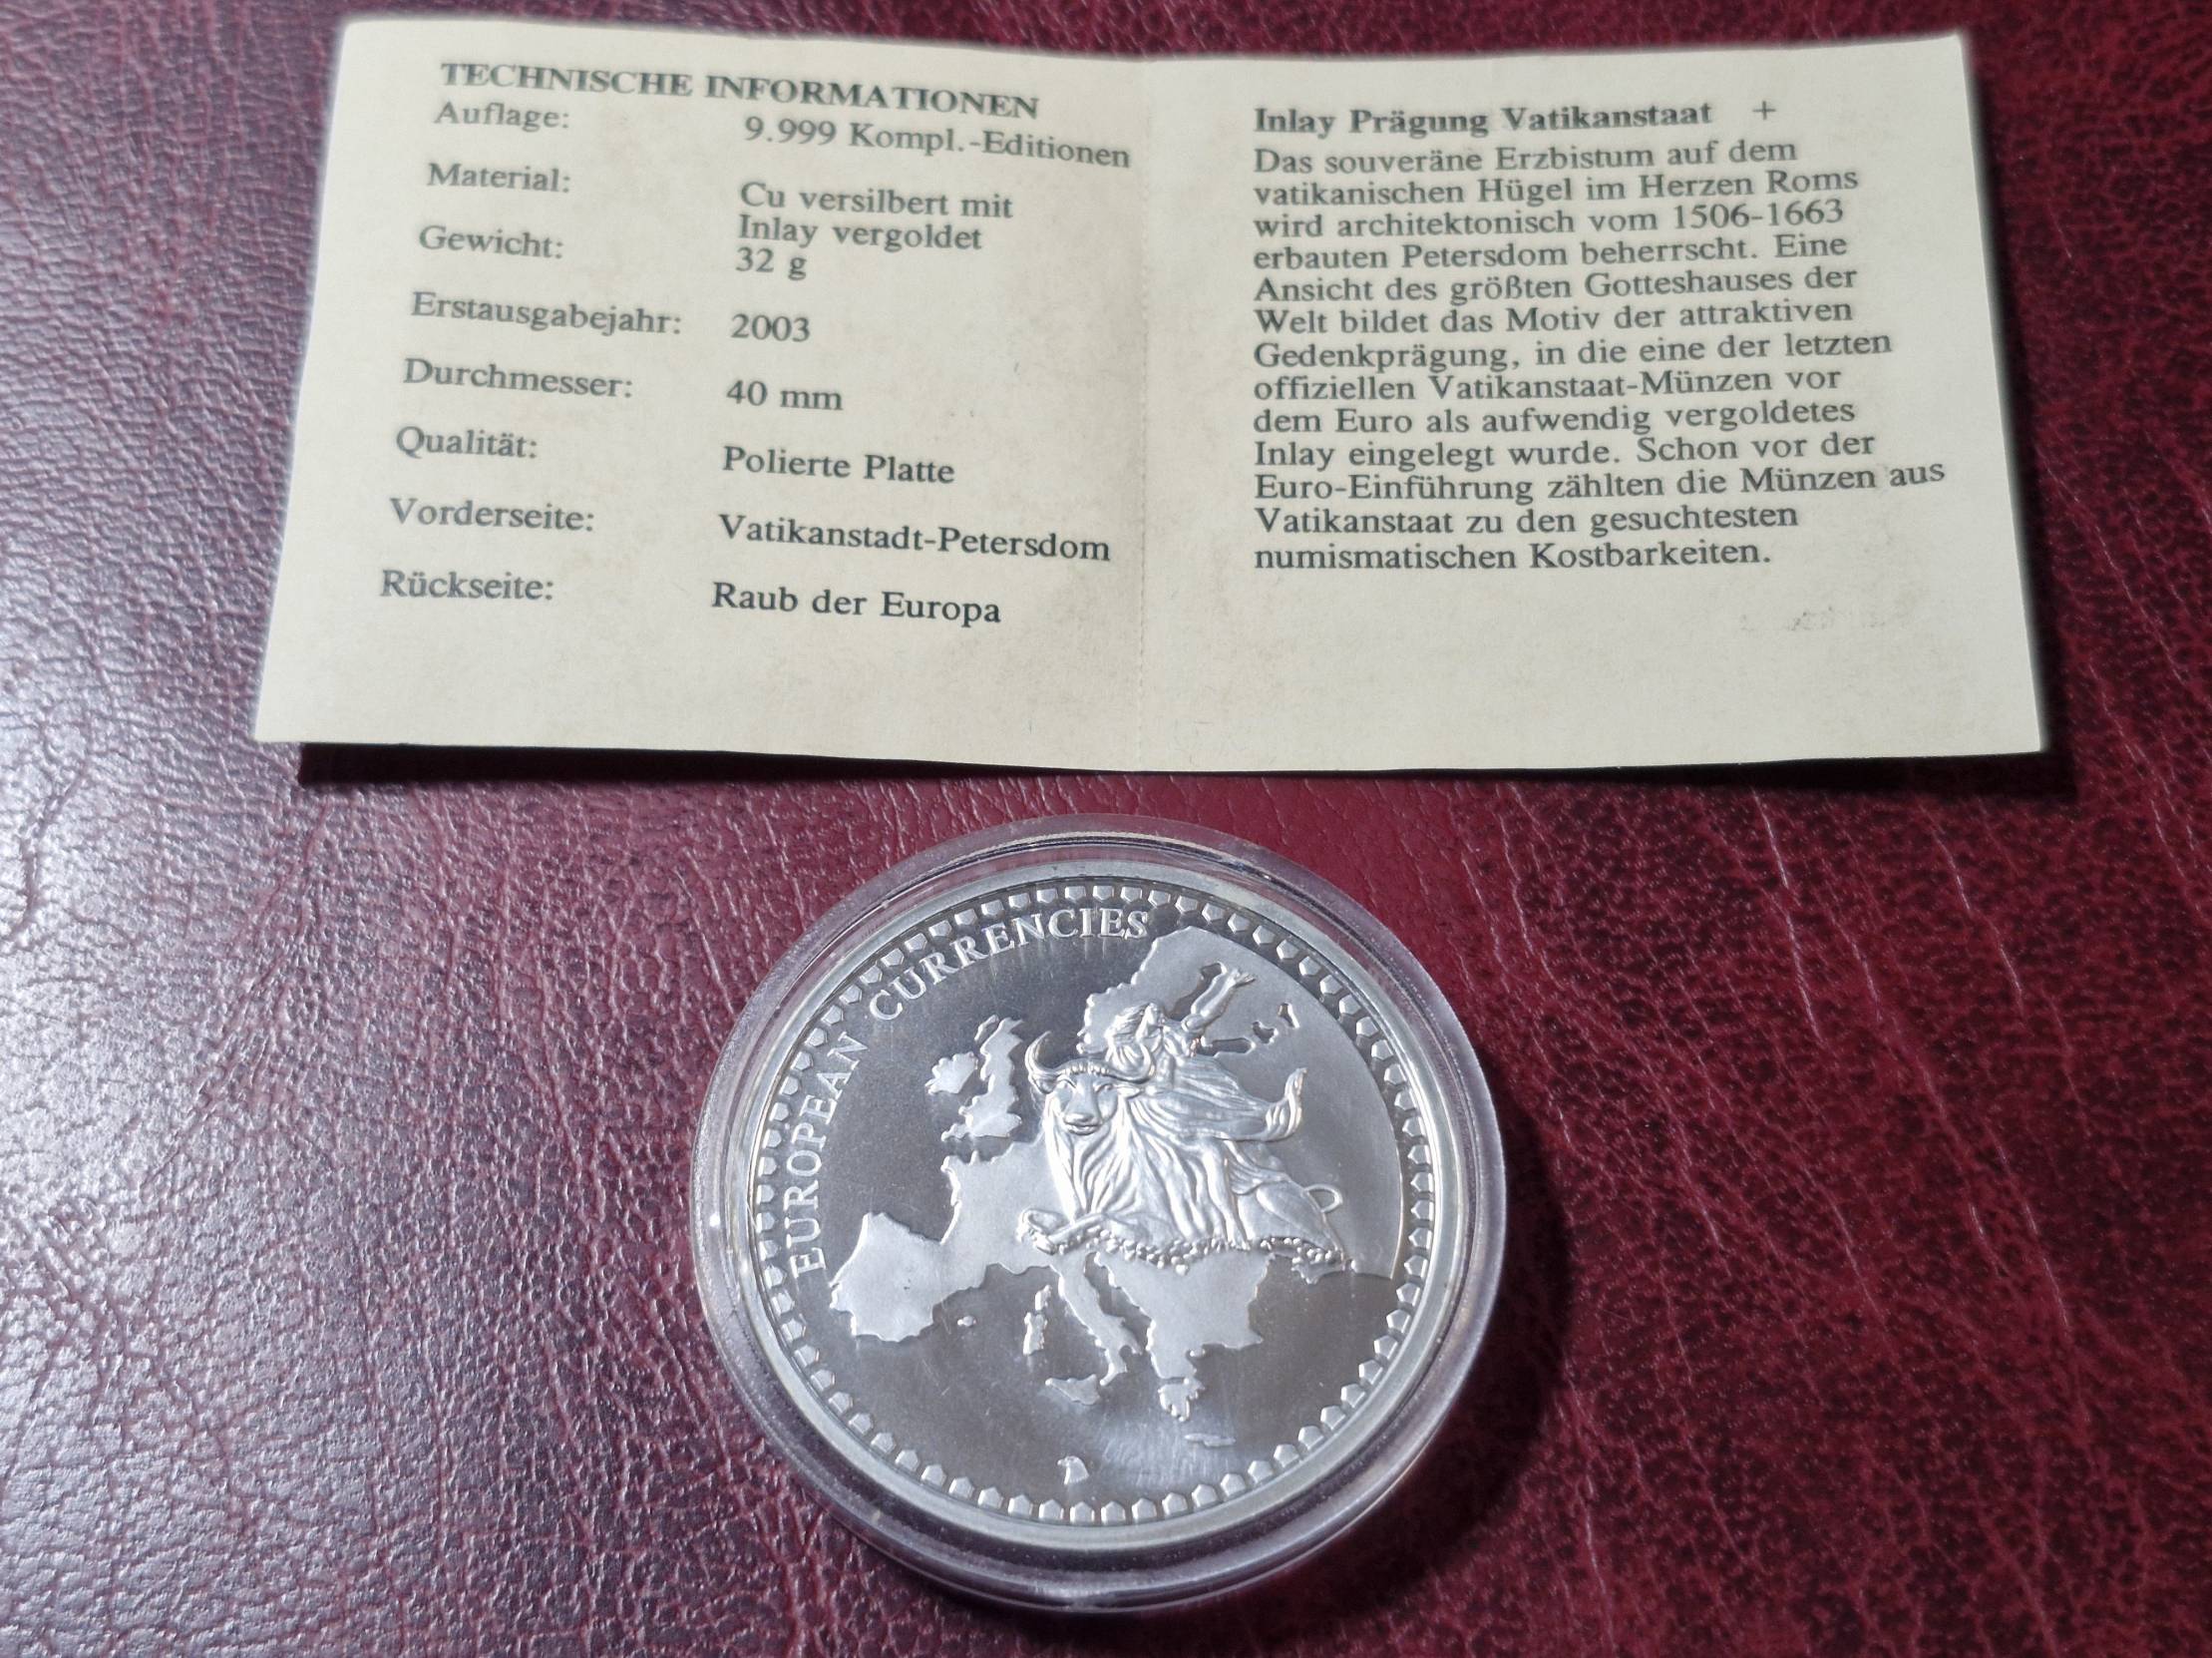 TECHNISCHE INFORMATIONEN
Auflage: 9.999 Kompl.-Editionen
Material: Cu versilbert mit
Inlay vergoldet
Gewicht: 32 g
Erstausgabejahr: 2003
Durchmesser: 40 mm
Qualität: Polierte Platte
Vorderseite: Vatikanstadt-Petersdom
Rückseite: Raub der Europa
Inlay Prägung Vatikanstaat +
Das souveräne Erzbistum auf dem
vatikanischen Hügel im Herzen Roms
wird architektonisch vom 1506-1663
erbauten Petersdom beherrscht. Eine
Ansicht des größten Gotteshauses der
Welt bildet das Motiv der attraktiven
Gedenkprägung, in die eine der letzten
offiziellen Vatikanstaat-Münzen vor
dem Euro als aufwendig vergoldetes
Inlay eingelegt wurde. Schon vor der
Euro-Einführung zählten die Münzen aus
Vatikanstaat zu den gesuchtesten
numismatischen Kostbarkeiten.
EUROPEAN CURRENCIES